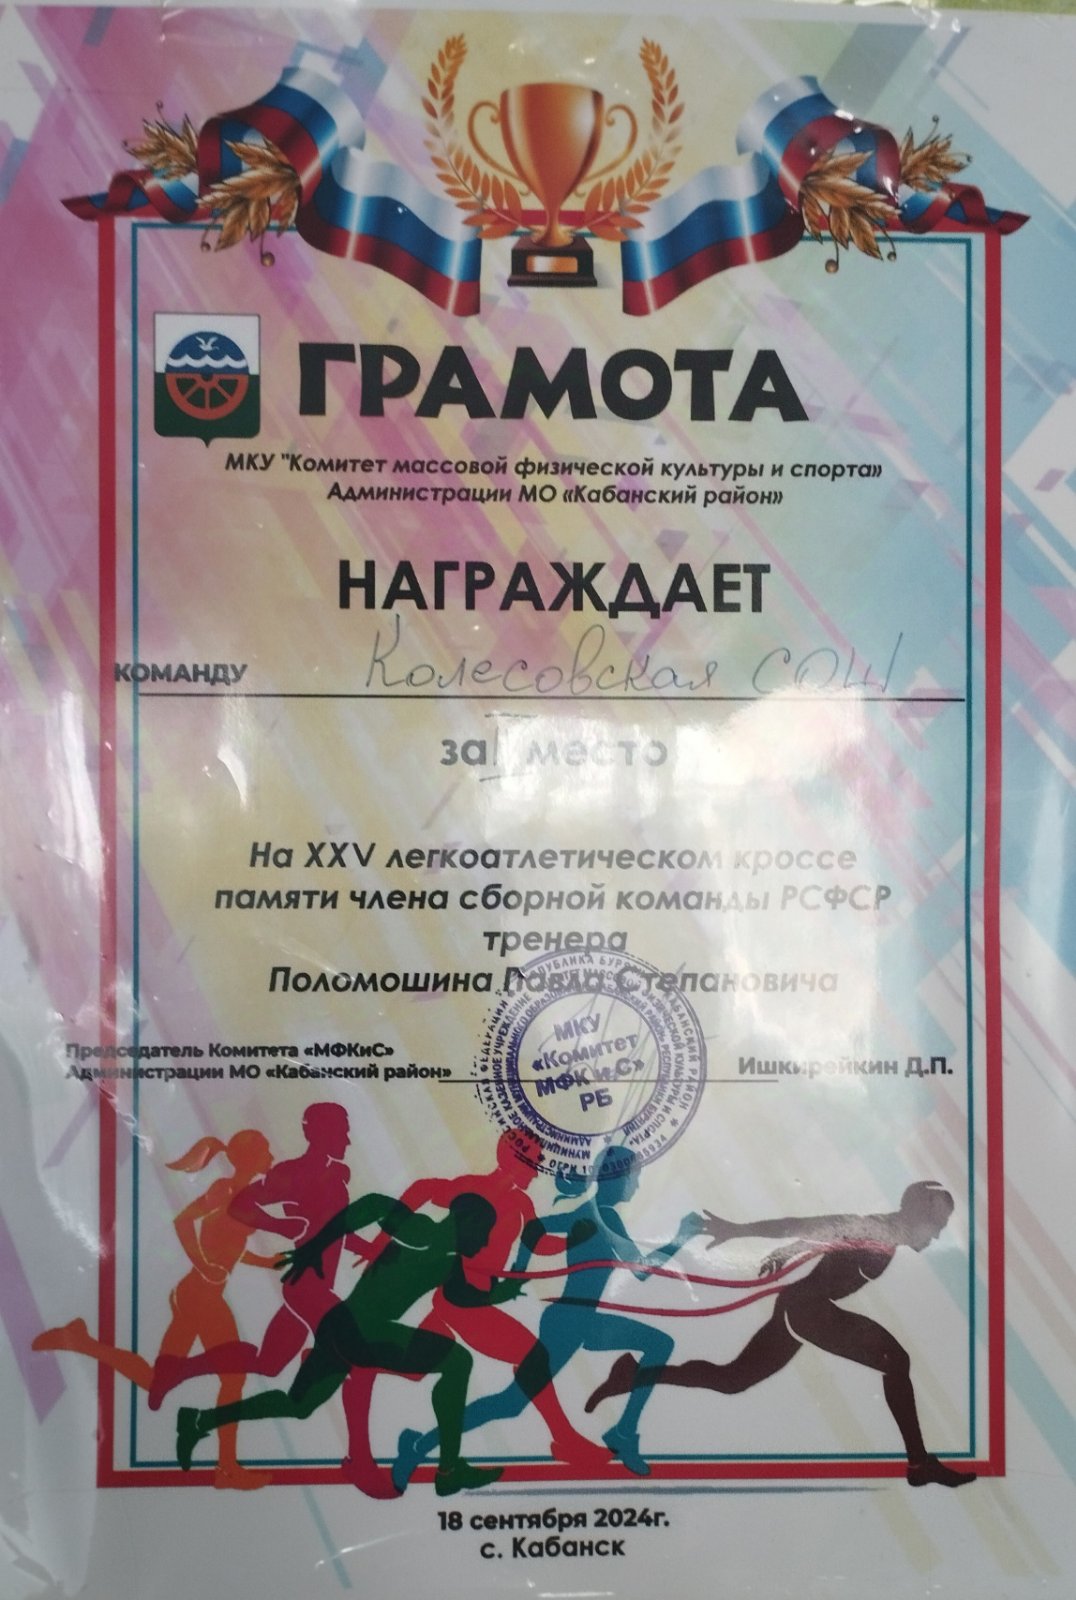 ГРАМОТА
МКУ "Комитет массовой физической культуры и спорта»
Администрации МО «Кабанский район»
НАГРАЖДАЕТ
КОМАНДУ Колесовская СОШ
за I место
На XXV легкоатлетическом кроссе
памяти члена сборной команды РСФСР
тренера
Поломошина Павла Степановича
Председатель Комитета «МФКиС»
Администрации МО «Кабанский район»
Ишкирейкин Д.П.
МКУ
«Комитет
МФК и С»
РБ
18 сентября 2024г.
с. Кабанск